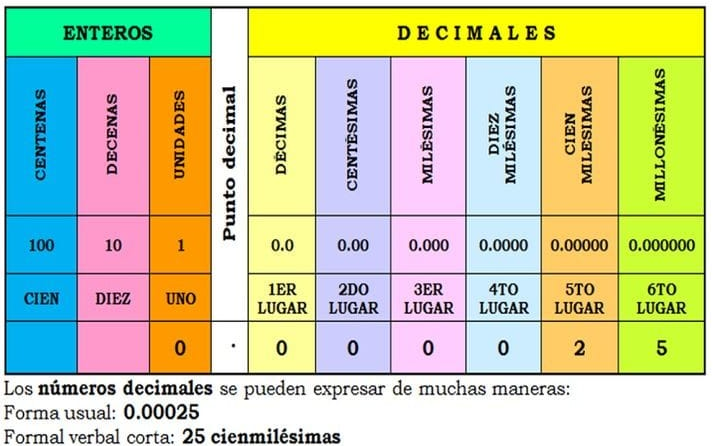 ENTEROS
DECIMALES
CENTENAS
DECENAS
UNIDADES
Punto decimal
DÉCIMAS
CENTÉSIMAS
MILÉSIMAS
DIEZ
MILÉSIMAS
CIEN
MILESIMAS
MILLONÉSIMAS
100 10 1 0.0 0.00 0.000 0.0000 0.00000 0.000000
CIEN DIEZ UNO 1ER 2DO 3ER 4TO 5TO 6TO
LUGAR LUGAR LUGAR LUGAR LUGAR LUGAR
0 . 0 0 0 0 2 5
Los números decimales se pueden expresar de muchas maneras:
Forma usual: 0.00025
Formal verbal corta: 25 cienmilésimas